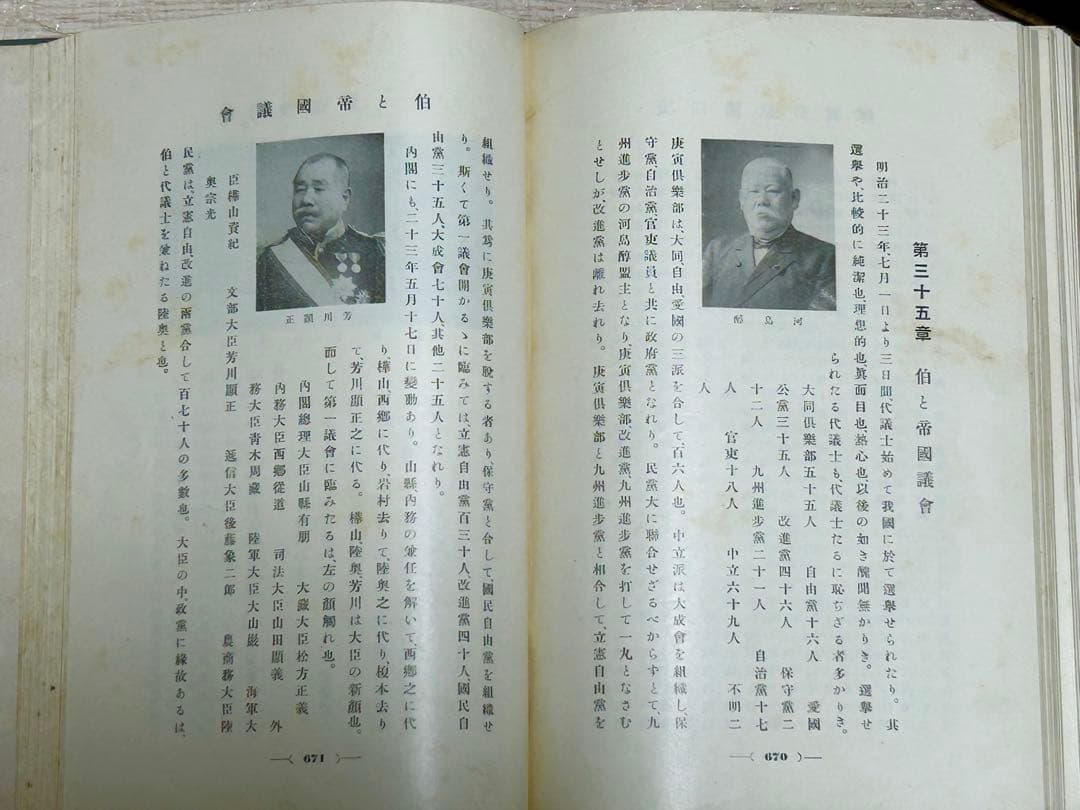 第三十五章　伯と帝國議會
明治二十三年七月一日より三日間、代議士始めて我國に於て選擧せられたり。其
選擧や、比較的に純潔也、理想的也、眞面目也、熱心也、以後の如き醜聞無かりき。選擧せ
られたる代議士も、代議士たるに恥ぢざる者多かりき。
大同俱樂部五十五人　自由黨十六人　愛國
公黨三十五人　改進黨四十六人　保守黨二
十二人　九州進步黨二十一人　自治黨十七
人　官吏十八人　中立六十九人　不明二
人
河島醇
庚寅俱樂部は、大同、自由、愛國の三派を合して、百六人也。中立派は大成會を組織し、保
守黨、自治黨、官吏議員と共に政府黨となれり。民黨大に聯合せざるべからずとて、九
州進步黨の河島醇盟主となり、庚寅俱樂部、改進黨、九州進步黨を打して一丸となさむ
とせしが、改進黨は離れ去れり。庚寅俱樂部と九州進步黨と相合して、立憲自由黨を
670
伯と帝國議會
組織せり。其爲に庚寅俱樂部を脫する者あり、保守黨と合して、國民自由黨を組織せ
り。斯くて第一議會開かるゝに臨みては、立憲自由黨百三十人、改進黨四十人、國民自
由黨三十五人、大成會七十人、其他二十五人となれり。
內閣にも、二十三年五月十七日に變動あり。山縣內務の兼任を解いて、西鄕之に代
り、樺山、西鄕に代り、岩村去りて、陸奧之に代り、榎本去り
て、芳川顯正之に代る。樺山、陸奧、芳川は大臣の新顏也。
而して第一議會に臨みたるは左の顏觸れ也。
芳川顯正
內閣總理大臣山縣有朋　大藏大臣松方正義
內務大臣西鄕從道　司法大臣山田顯義　外
務大臣靑木周藏　陸軍大臣大山巖　海軍大
臣樺山資紀　文部大臣芳川顯正　遞信大臣後藤象二郞　農商務大臣陸
奧宗光
民黨は、立憲自由、改進の兩黨合して百七十人の多數也。大臣の中、政黨に緣故あるは、
伯と代議士を兼ねたる陸奧と也。
671